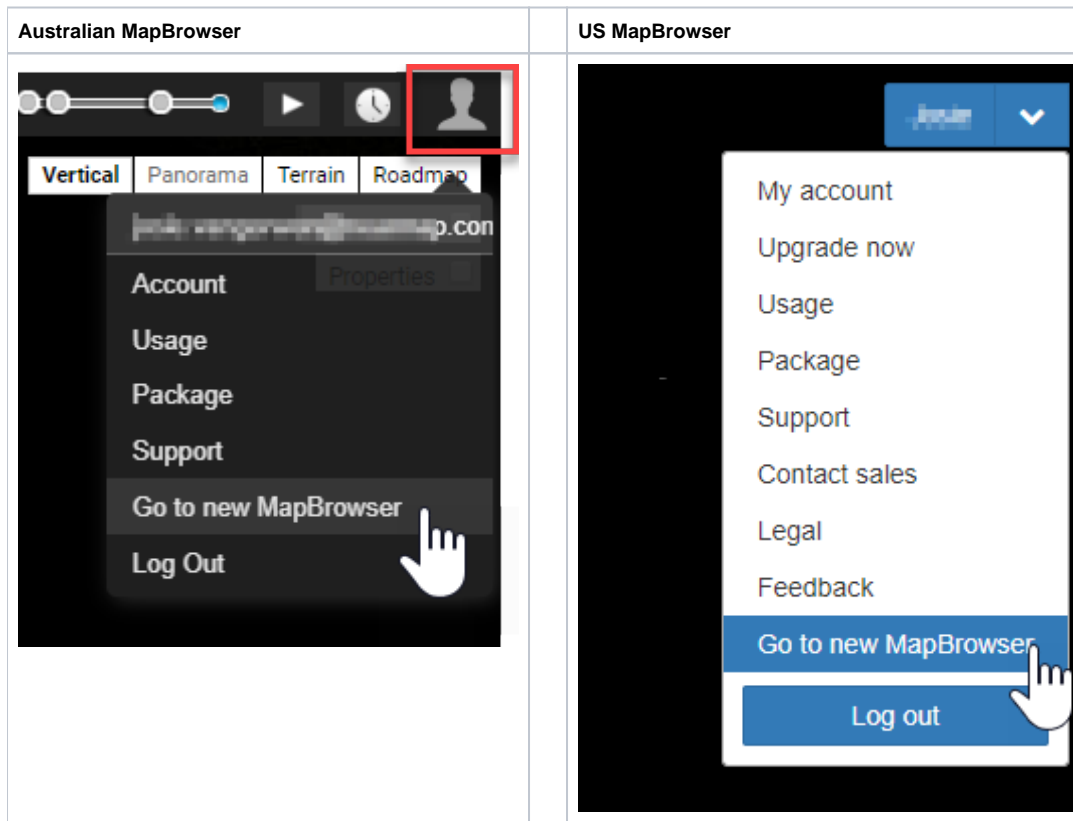 Australian MapBrowser
US MapBrowser
Vertical Panorama Terrain Roadmap
Properties
Account
Usage
Package
Support
Go to new MapBrowser
Log Out
My account
Upgrade now
Usage
Package
Support
Contact sales
Legal
Feedback
Go to new MapBrowser
Log out